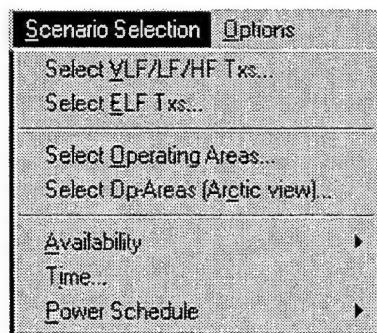 Scenario Selection Options
Select VLF/LF/HF Txs...
Select ELF Txs...
Select Operating Areas...
Select Op-Areas (Arctic view)...
Availability
Time...
Power Schedule